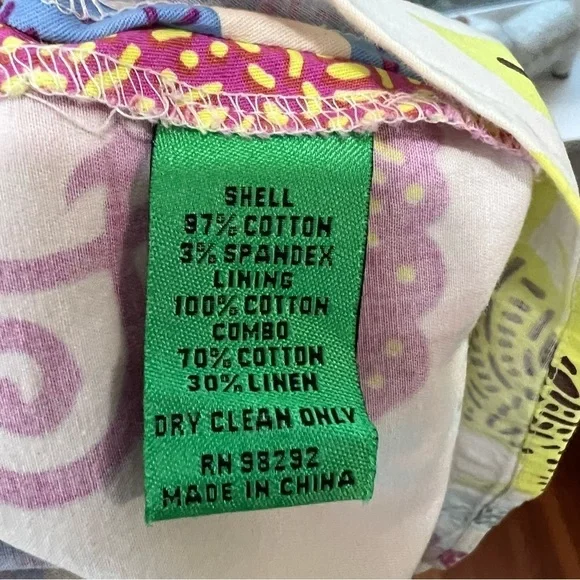 SHELL
97% COTTON
3% SPANDEX
LINING
100% COTTON
COMBO
70% COTTON
30% LINEN
DRY CLEAN ONLY
RN 98292
MADE IN CHINA